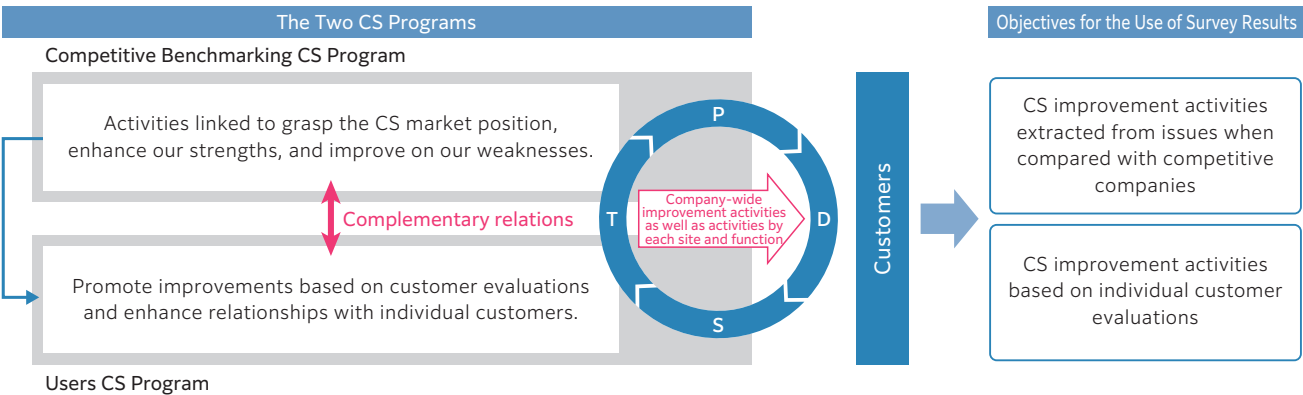 The Two CS Programs
Objectives for the Use of Survey Results
Competitive Benchmarking CS Program
Activities linked to grasp the CS market position,
enhance our strengths, and improve on our weaknesses.
Complementary relations
Promote improvements based on customer evaluations
and enhance relationships with individual customers.
Users CS Program
P
D
S
T
Company-wide
improvement activities
as well as activities by
each site and function
Customers
CS improvement activities
extracted from issues when
compared with competitive
companies
CS improvement activities
based on individual customer
evaluations